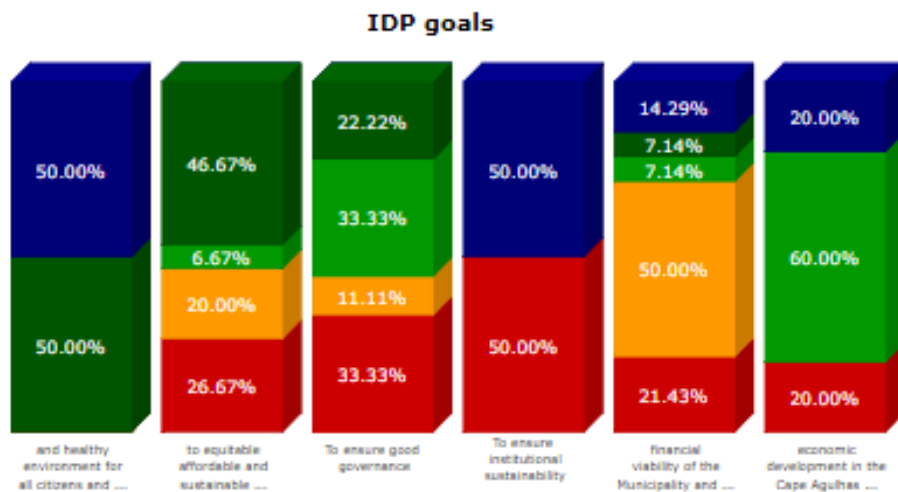 IDP goals
50.00%
50.00%
46.67%
6.67%
20.00%
26.67%
22.22%
33.33%
11.11%
33.33%
50.00%
50.00%
14.29%
7.14%
7.14%
50.00%
21.43%
20.00%
60.00%
20.00%
and healthy
environment for
all citizens and ....
to equitable
affordable and
sustainable ....
To ensure good
governance
To ensure
institutional
sustainability
financial
viability of the
Municipality and ....
economic
development in the
Cape Agulhas ....